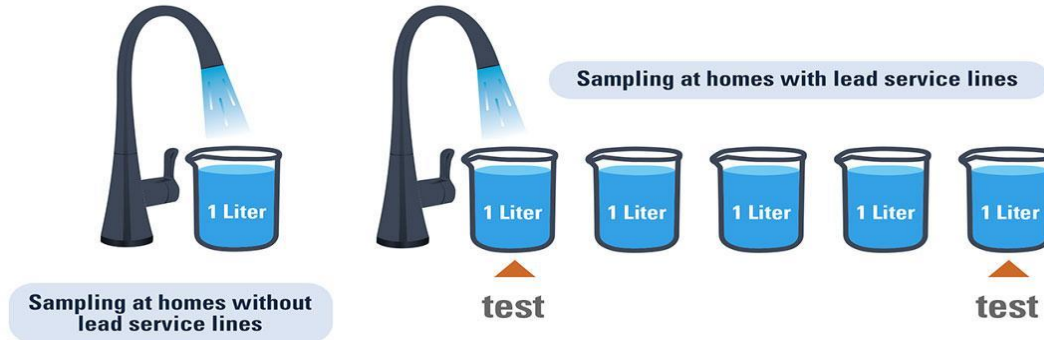 1 Liter
Sampling at homes without
lead service lines
Sampling at homes with lead service lines
1 Liter
1 Liter
1 Liter
1 Liter
1 Liter
test
test